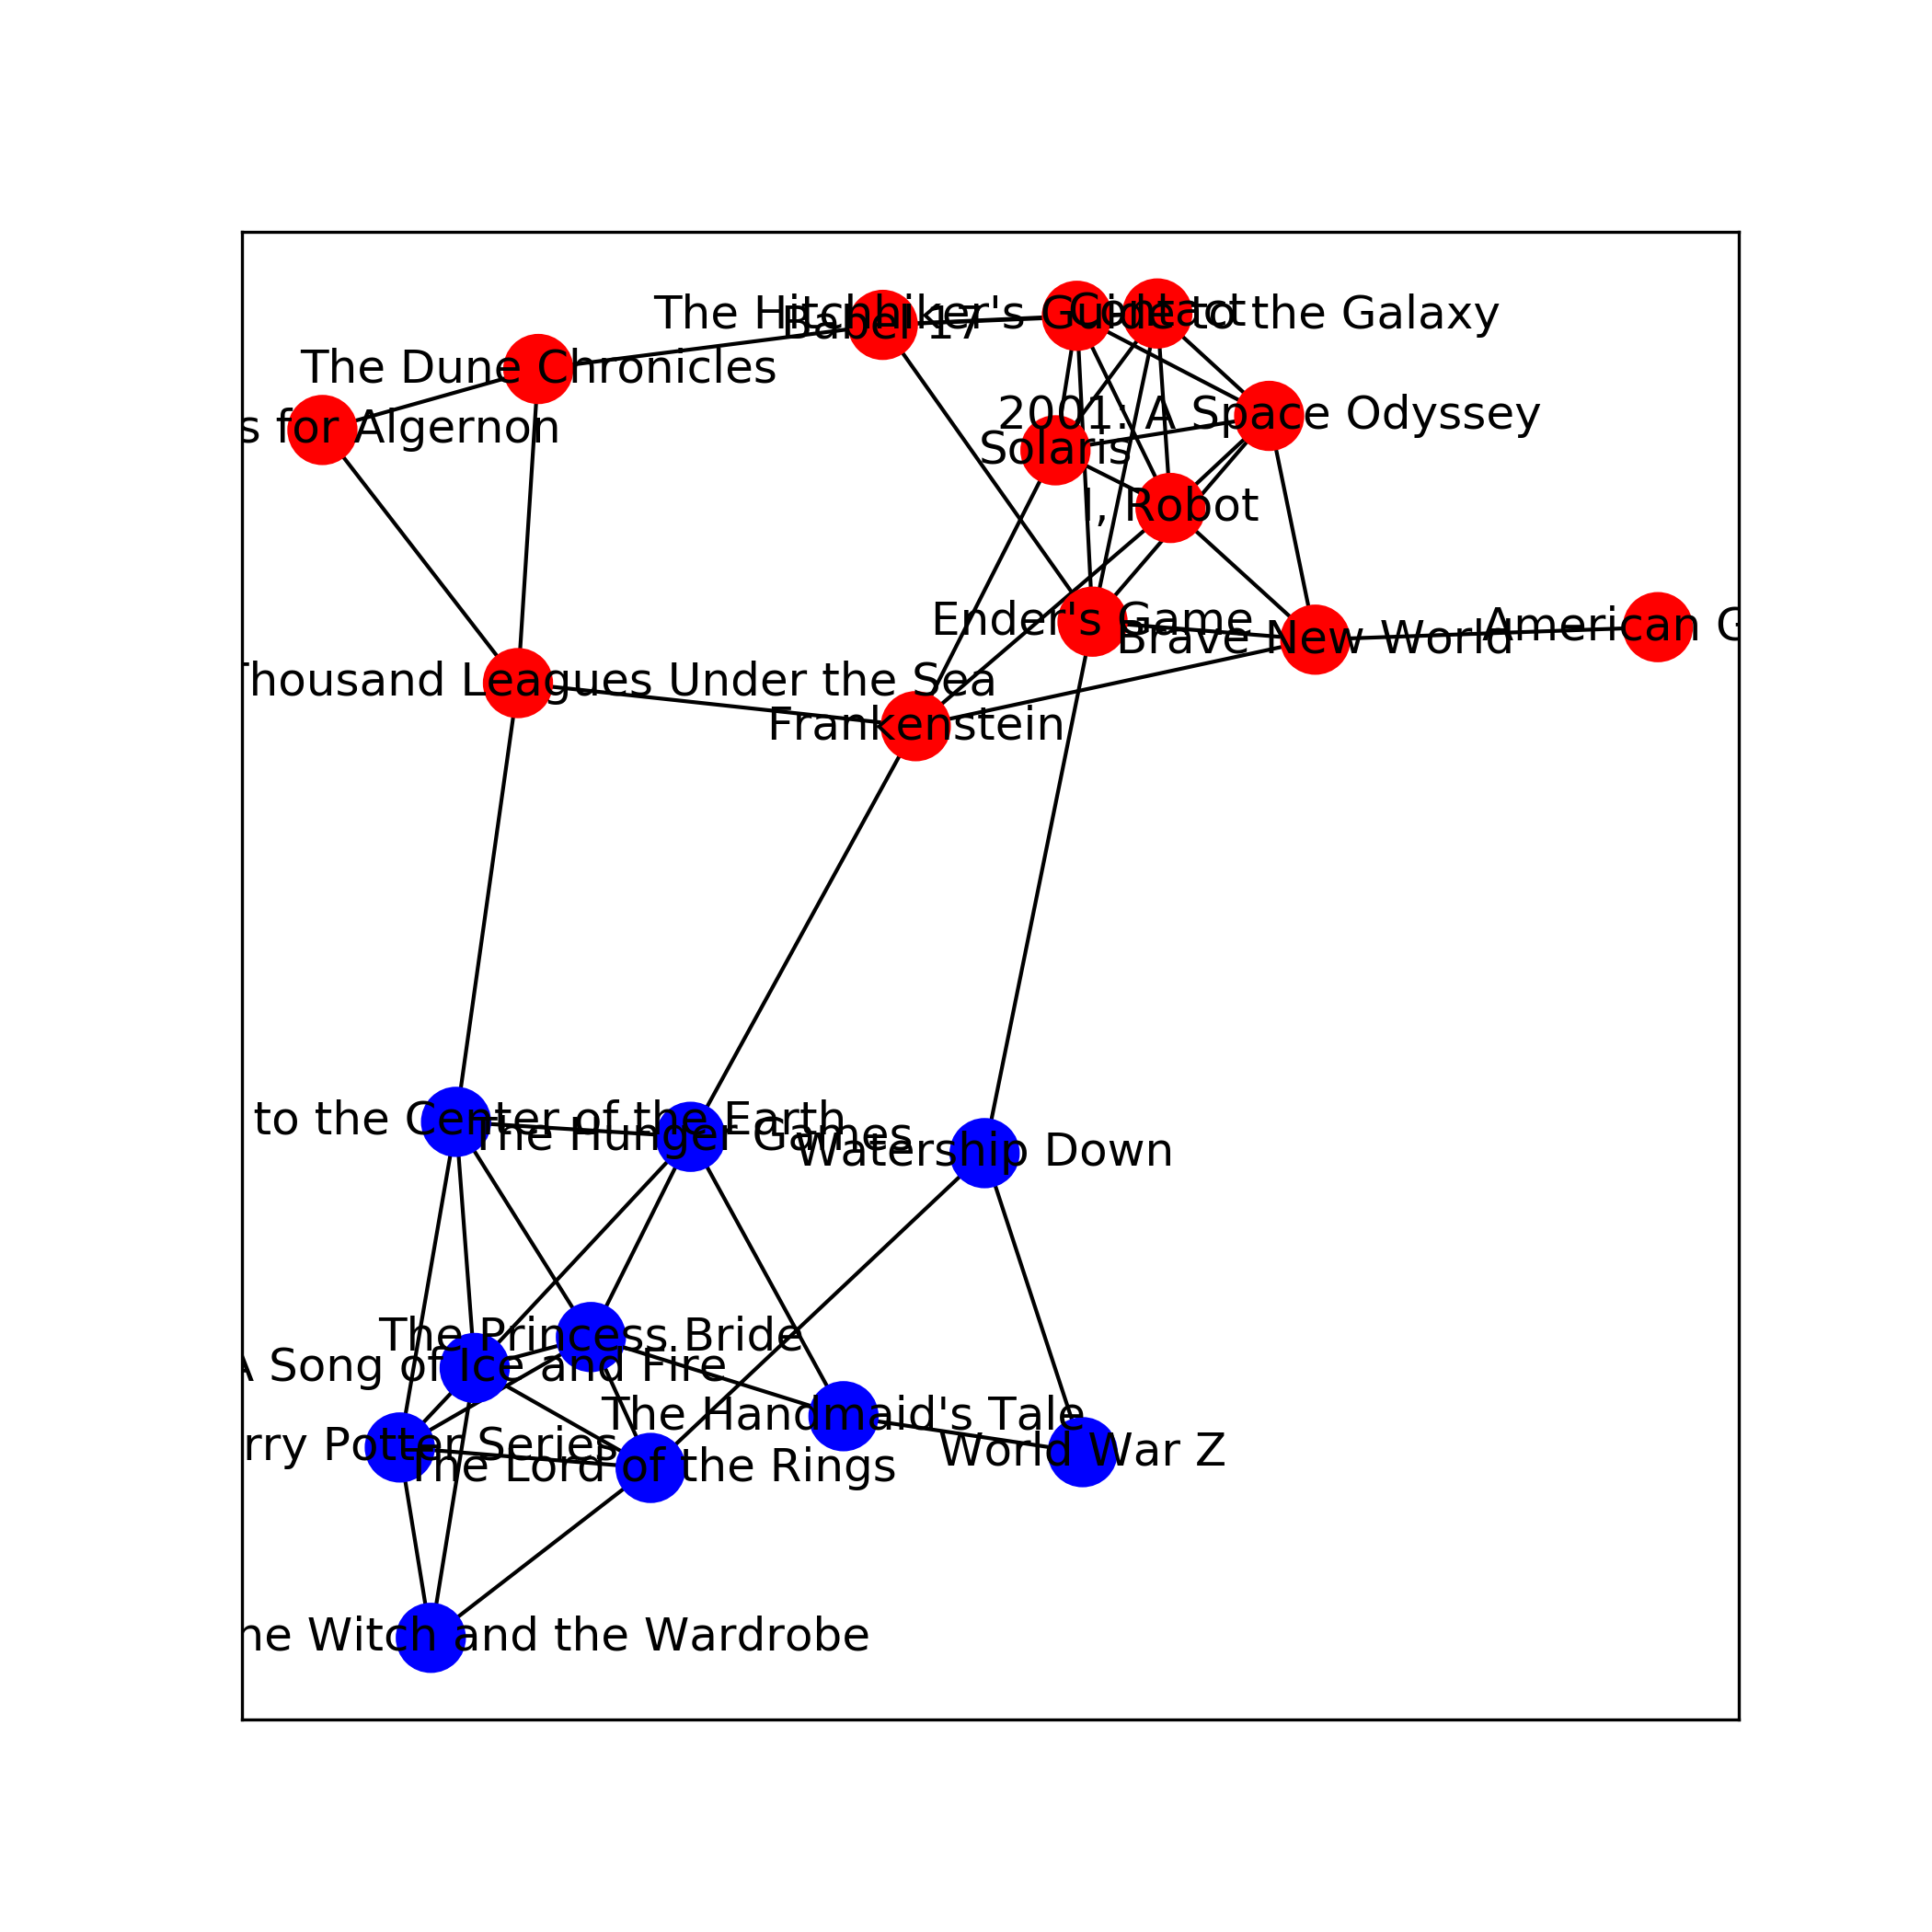 The Hitchhiker's Guide to the Galaxy
Contact
Babel 17
The Dune Chronicles
2001: A Space Odyssey
s for Algernon
Solaris
I, Robot
Ender's Game
American G
Brave New World
housand Leagues Under the Sea
Frankenstein
to the Center of the Earth
The Hunger Games
Watership Down
The Princess Bride
A Song of Ice and Fire
The Handmaid's Tale
rry Potter Series
World War Z
The Lord of the Rings
he Witch and the Wardrobe